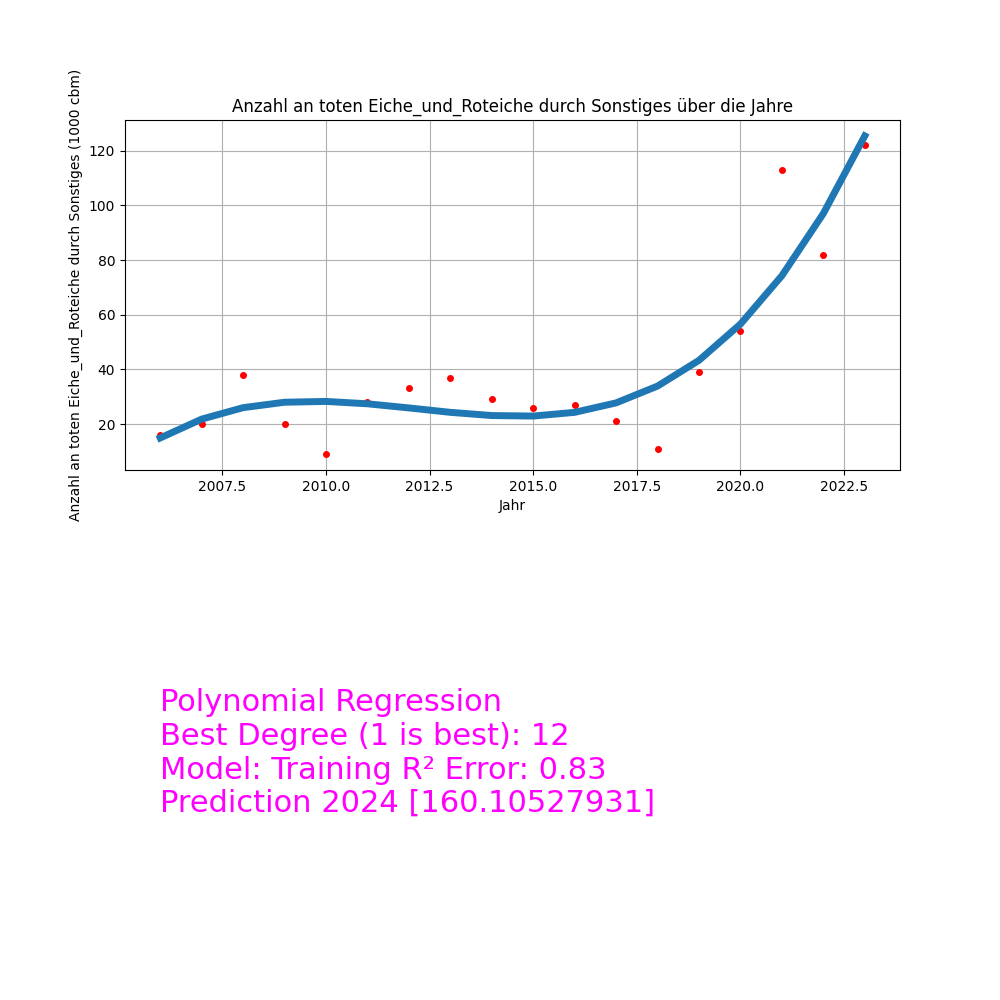 Anzahl an toten Eiche_und_Roteiche durch Sonstiges über die Jahre
Anzahl an toten Eiche_und_Roteiche durch Sonstiges (1000 cbm)
120
100
80
60
40
20
2007.5 2010.0 2012.5 2015.0 2017.5 2020.0 2022.5
Jahr
Polynomial Regression
Best Degree (1 is best): 12
Model: Training R² Error: 0.83
Prediction 2024 [160.10527931]